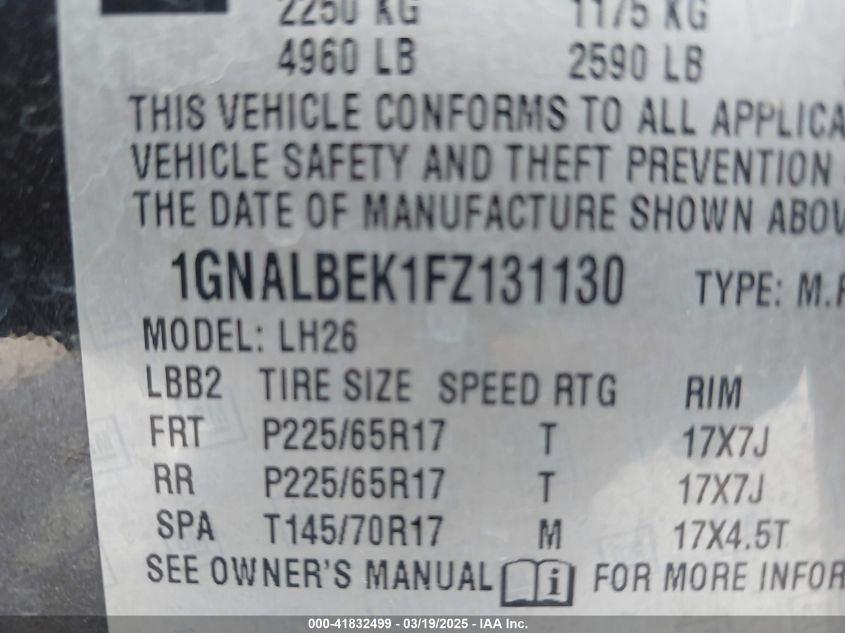 2250 KG 1175 KG
4960 LB 2590 LB
THIS VEHICLE CONFORMS TO ALL APPLICA
VEHICLE SAFETY AND THEFT PREVENTION
THE DATE OF MANUFACTURE SHOWN ABOV
1GNALBEK1FZ131130 TYPE: M.P
MODEL: LH26
LBB2 TIRE SIZE SPEED RTG RIM
FRT P225/65R17 T 17X7J
RR P225/65R17 T 17X7J
SPA T145/70R17 M 17X4.5T
SEE OWNER'S MANUAL i FOR MORE INFOR
000-41832499 - 03/19/2025 - IAA, Inc.